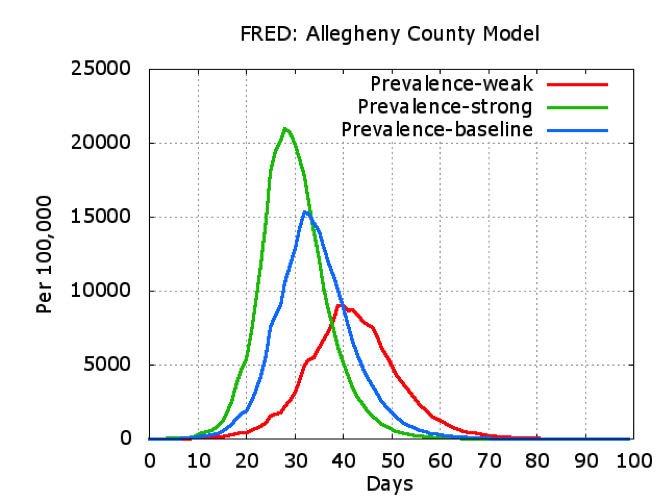 FRED: Allegheny County Model
25000
20000
15000
10000
5000
0
Per 100,000
Prevalence-weak
Prevalence-strong
Prevalence-baseline
0 10 20 30 40 50 60 70 80 90 100
Days